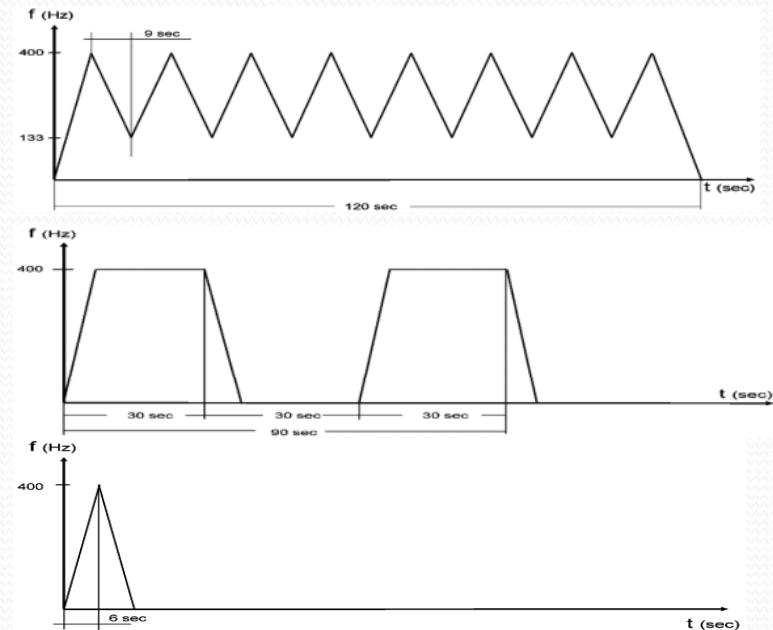 f (Hz)
9 sec
400
133
t (sec)
120 sec
f (Hz)
400
t (sec)
30 sec 30 sec 30 sec
90 sec
f (Hz)
400
6 sec
t (sec)